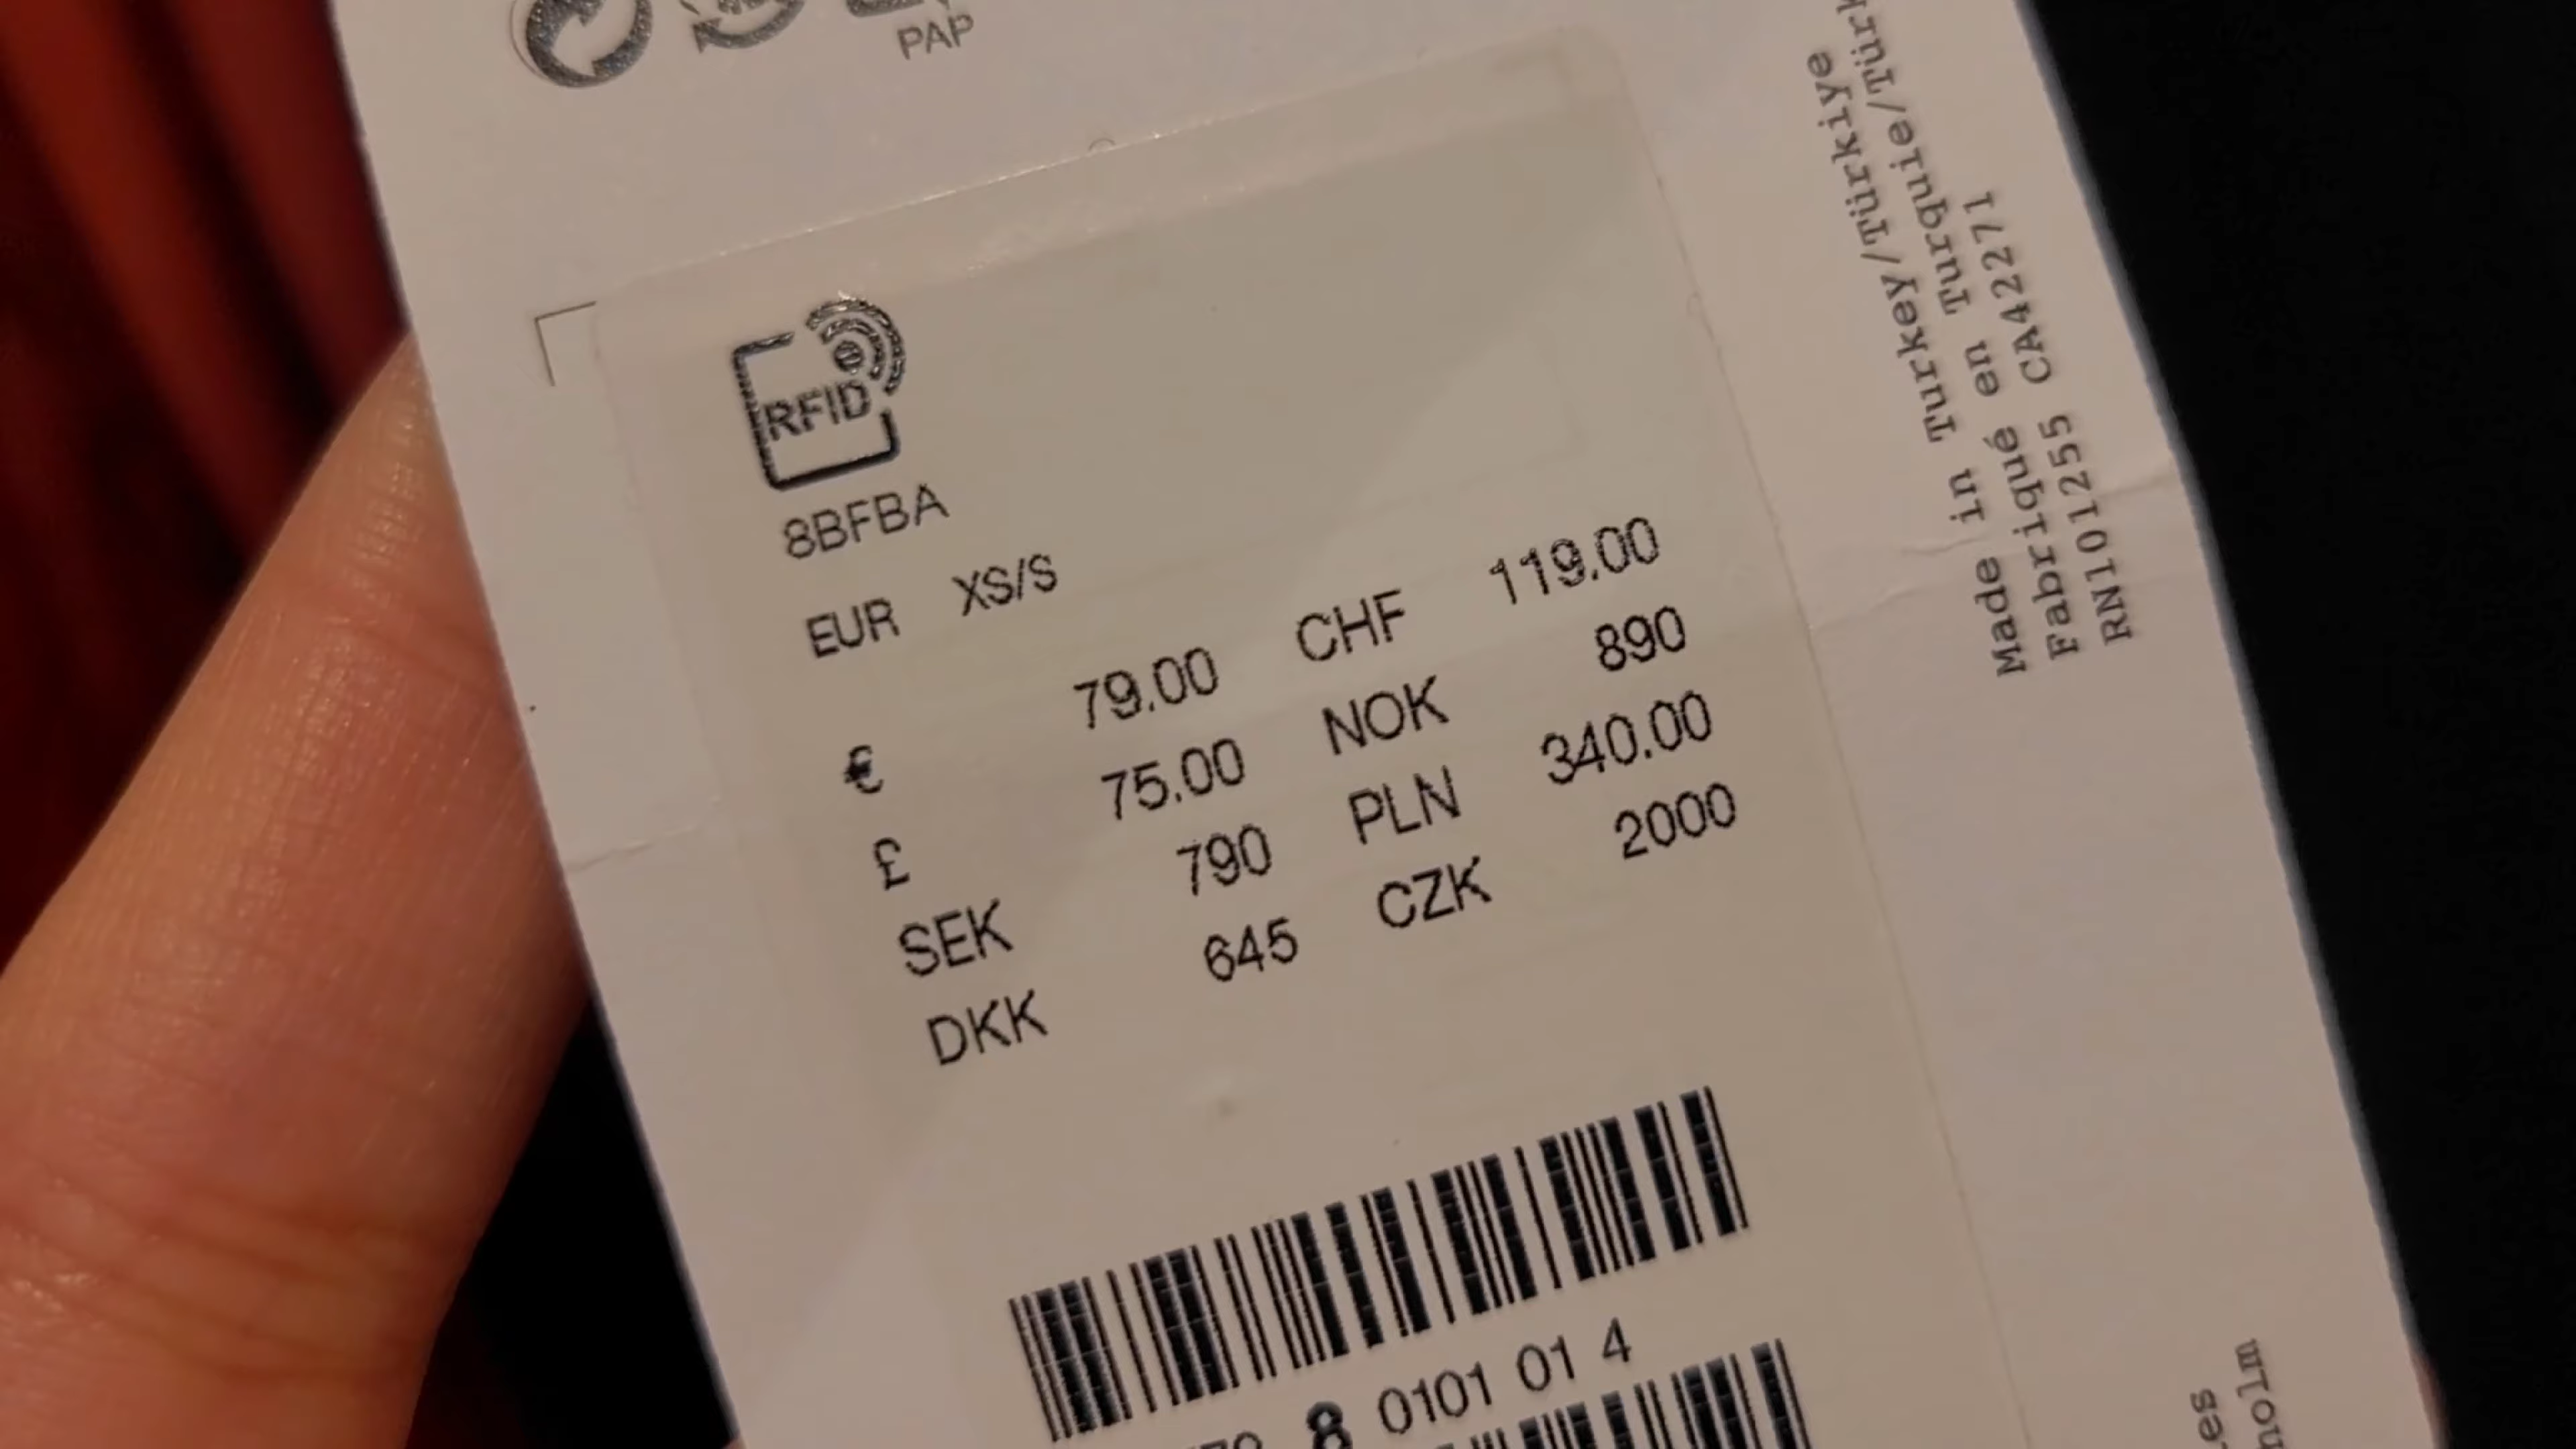 PAP
RFID
8BFBA
EUR XS/S
€ 79.00 CHF 119.00
£ 75.00 NOK 890
SEK 790 PLN 340.00
DKK 645 CZK 2000
8 0101 01 4
Made in Turkey/Türkiye
Fabriqué en Turquie/Türk
RN101255 CA42271